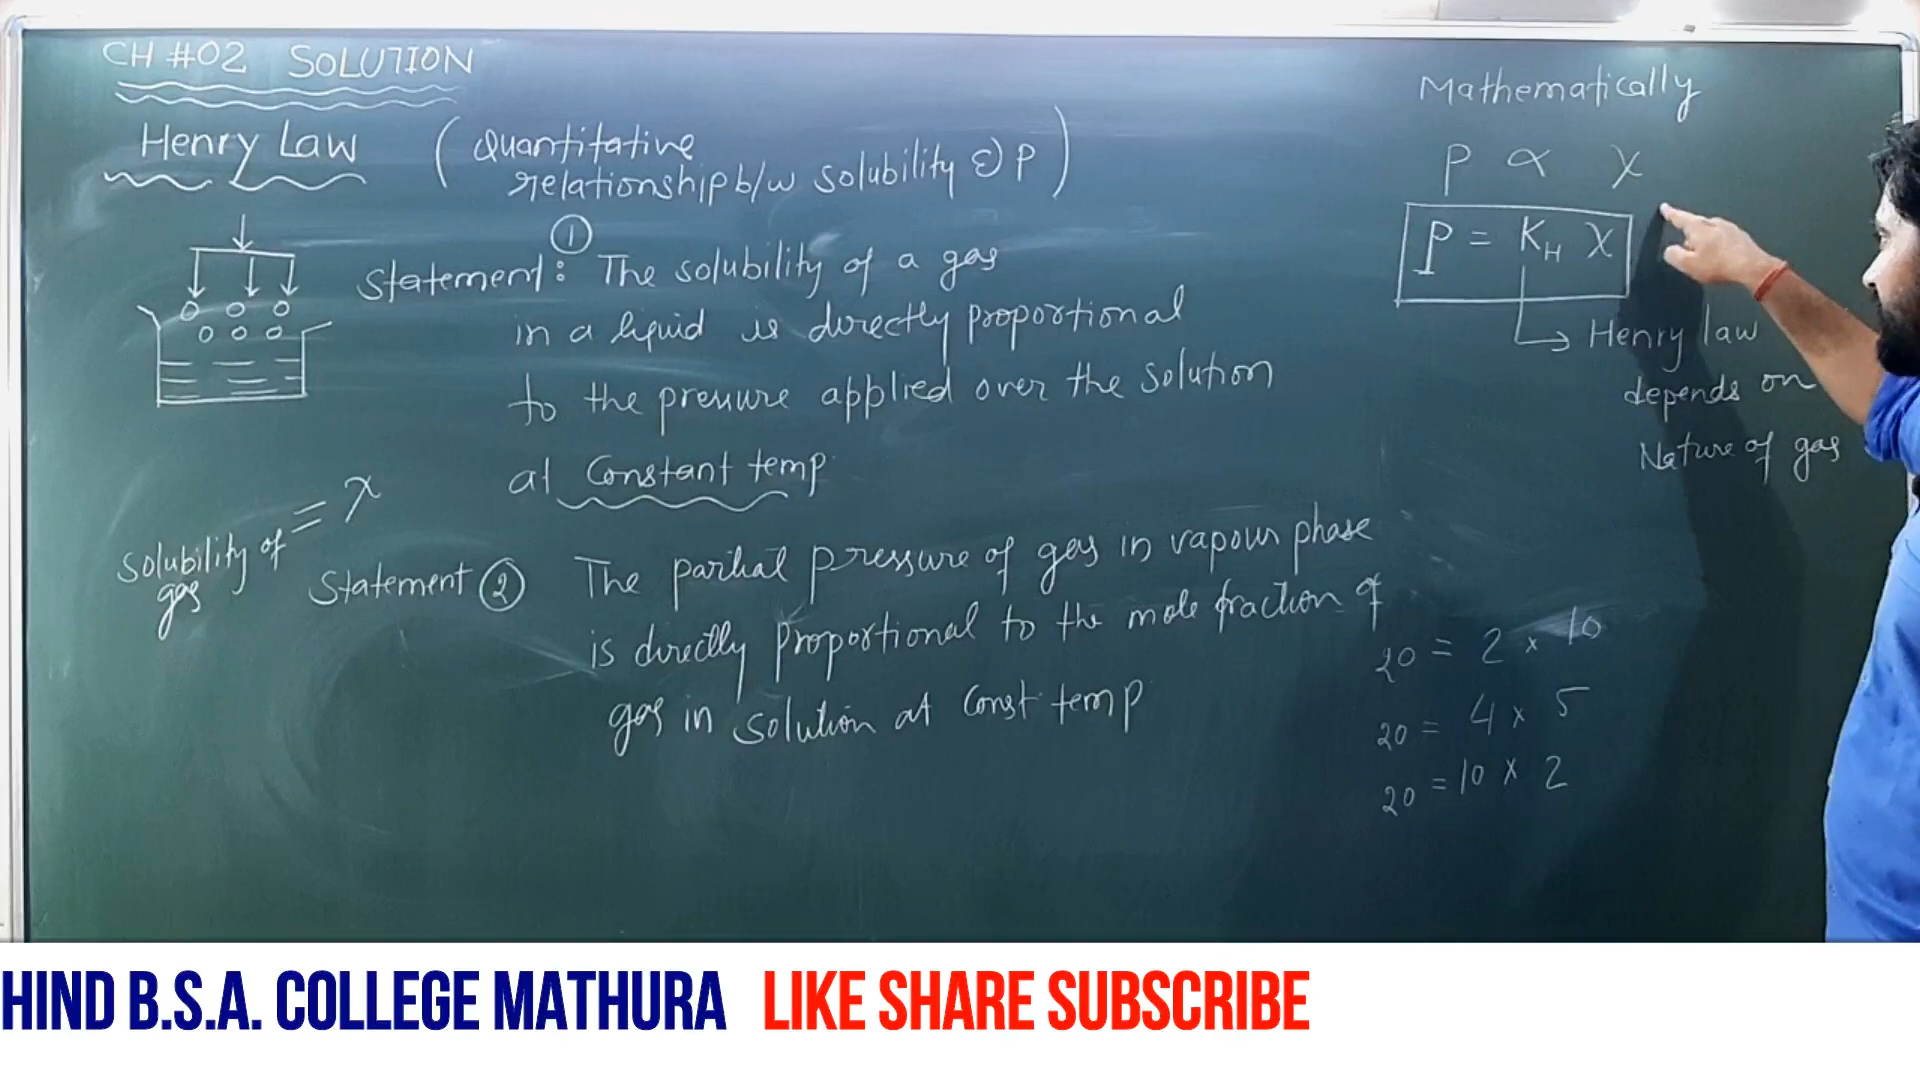 CH #02 SOLUTION
Henry Law
( Quantitative
relationship b/w solubility & P )
Statement : ① The solubility of a gas
in a liquid is directly proportional
to the pressure applied over the solution
at Constant temp
Solubility of
gas
= x
Statement ② The partial pressure of gas in vapour phase
is directly proportional to the mole fraction of
gas in solution at Const temp
Mathematically
P ∝ χ
P = KH χ
Henry law
depends on
Nature of gas
20 = 2 × 10
20 = 4 × 5
20 = 10 × 2
HIND B.S.A. COLLEGE MATHURA LIKE SHARE SUBSCRIBE